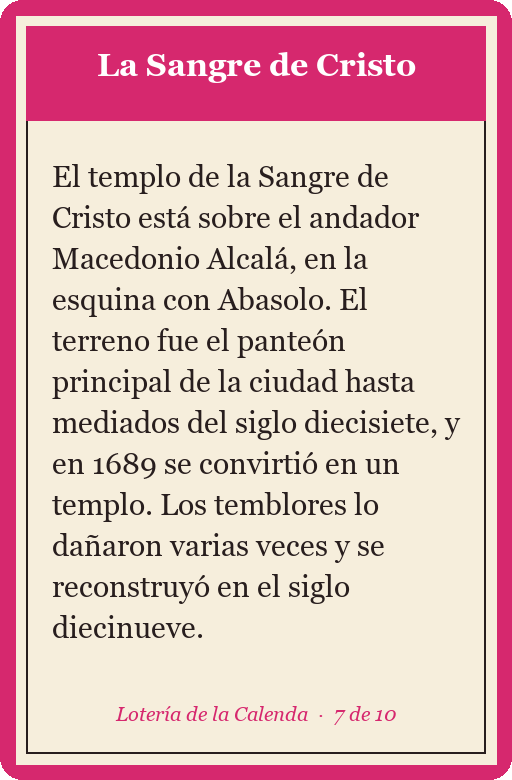 La Sangre de Cristo
El templo de la Sangre de
Cristo está sobre el andador
Macedonio Alcalá, en la
esquina con Abasolo. El
terreno fue el panteón
principal de la ciudad hasta
mediados del siglo diecisiete, y
en 1689 se convirtió en un
templo. Los temblores lo
dañaron varias veces y se
reconstruyó en el siglo
diecinueve.
Lotería de la Calenda · 7 de 10